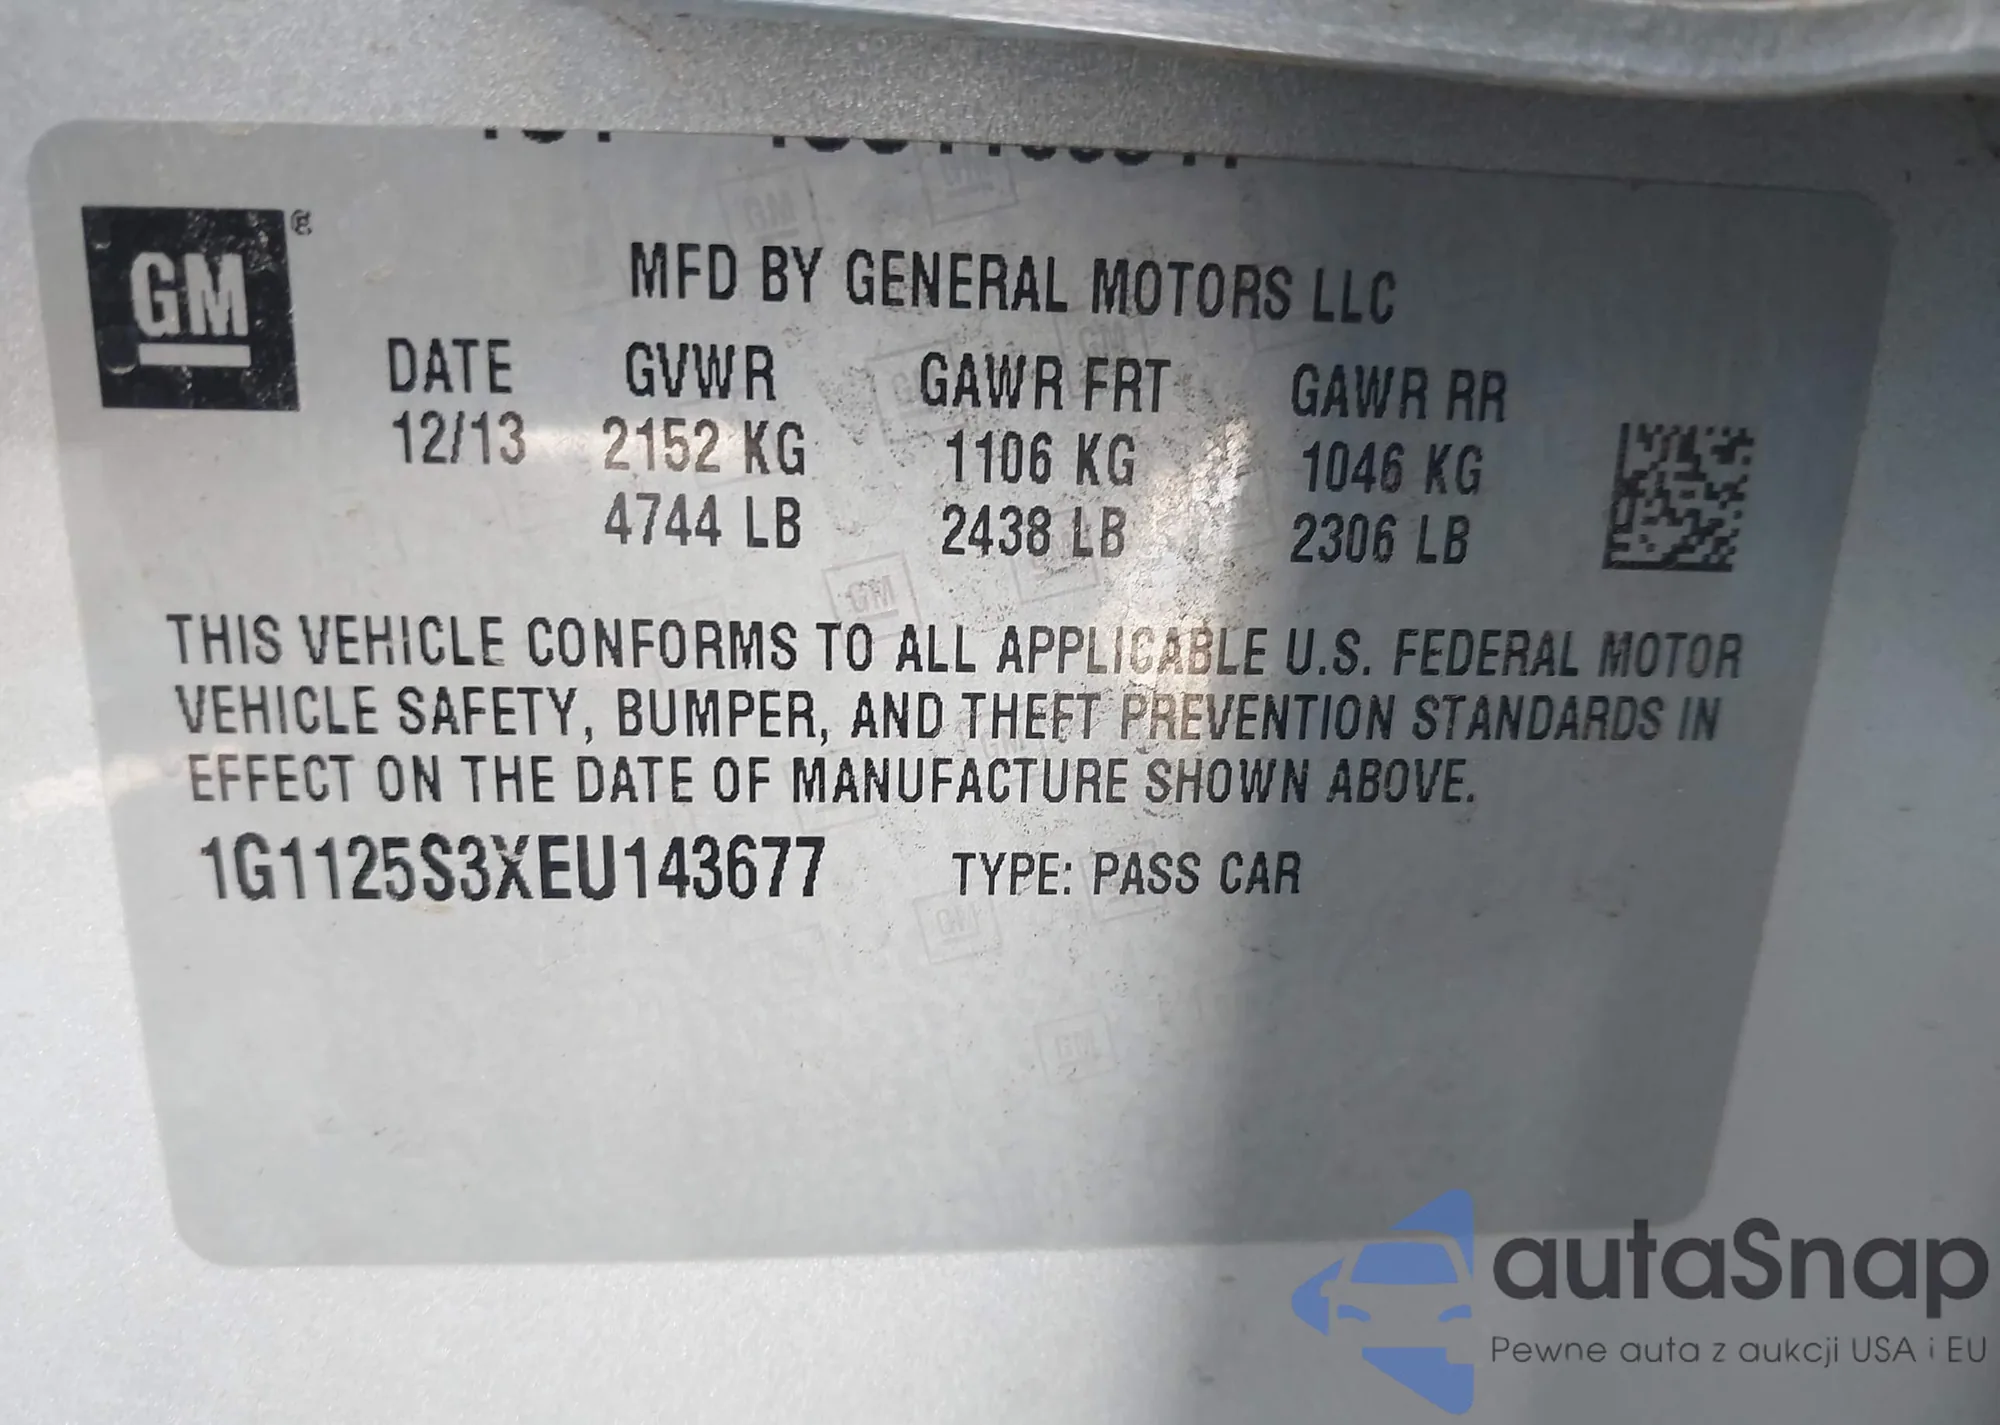 GM®
MFD BY GENERAL MOTORS LLC
DATE GVWR GAWR FRT GAWR RR
12/13 2152 KG 1106 KG 1046 KG
4744 LB 2438 LB 2306 LB
THIS VEHICLE CONFORMS TO ALL APPLICABLE U.S. FEDERAL MOTOR
VEHICLE SAFETY, BUMPER, AND THEFT PREVENTION STANDARDS IN
EFFECT ON THE DATE OF MANUFACTURE SHOWN ABOVE.
1G1125S3XEU143677 TYPE: PASS CAR
autaSnap
Pewne auta z aukcji USA i EU